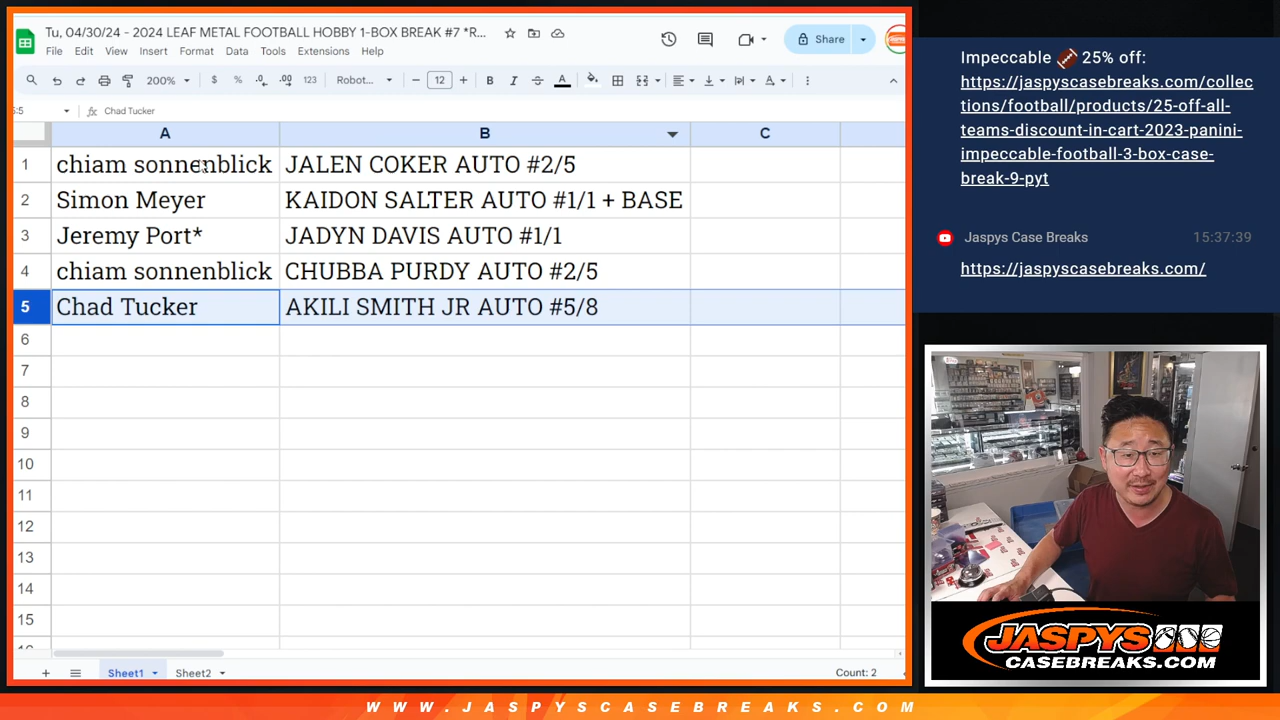 Tu, 04/30/24 - 2024 LEAF METAL FOOTBALL HOBBY 1-BOX BREAK #7 *R...
File Edit View Insert Format Data Tools Extensions Help
Share
200% $ % .0 .00 123 Robot... 12 B I A
Chad Tucker
A B C
1 chiam sonnenblick JALEN COKER AUTO #2/5
2 Simon Meyer KAIDON SALTER AUTO #1/1 + BASE
3 Jeremy Port* JADYN DAVIS AUTO #1/1
4 chiam sonnenblick CHUBBA PURDY AUTO #2/5
5 Chad Tucker AKILI SMITH JR AUTO #5/8
6
7
8
9
10
11
12
13
14
15
Sheet1 Sheet2 Count: 2
Impeccable 🏈 25% off:
https://jaspyscasebreaks.com/collec
tions/football/products/25-off-all-
teams-discount-in-cart-2023-panini-
impeccable-football-3-box-case-
break-9-pyt
Jaspys Case Breaks 15:37:39
https://jaspyscasebreaks.com/
JASPYS
CASEBREAKS.COM
WWW.JASPYSCASEBREAKS.COM